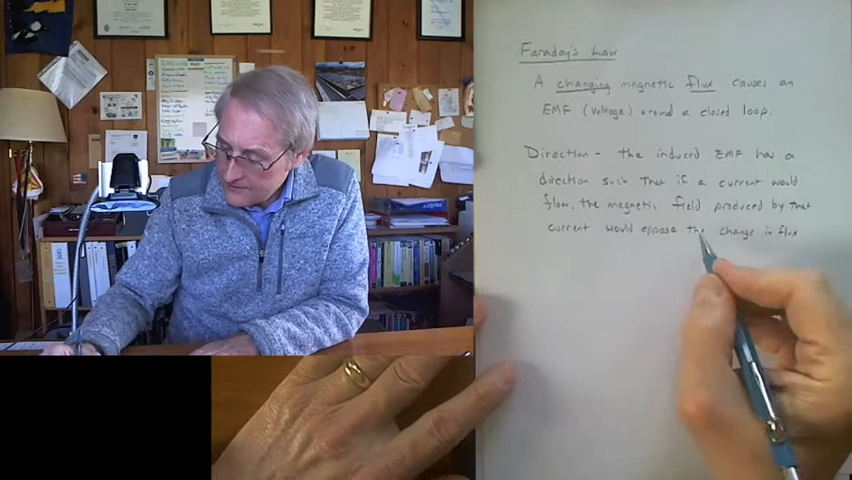 Faraday's Law
A changing magnetic flux causes an
EMF (voltage) around a closed loop.
Direction - the induced EMF has a
direction such that if a current would
flow, the magnetic field produced by that
current would oppose the change in flux